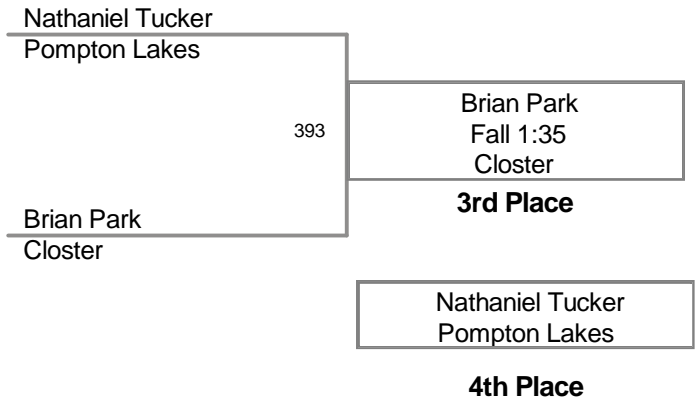 Nathaniel Tucker
Pompton Lakes
393
Brian Park
Fall 1:35
Closter
3rd Place
Brian Park
Closter
Nathaniel Tucker
Pompton Lakes
4th Place